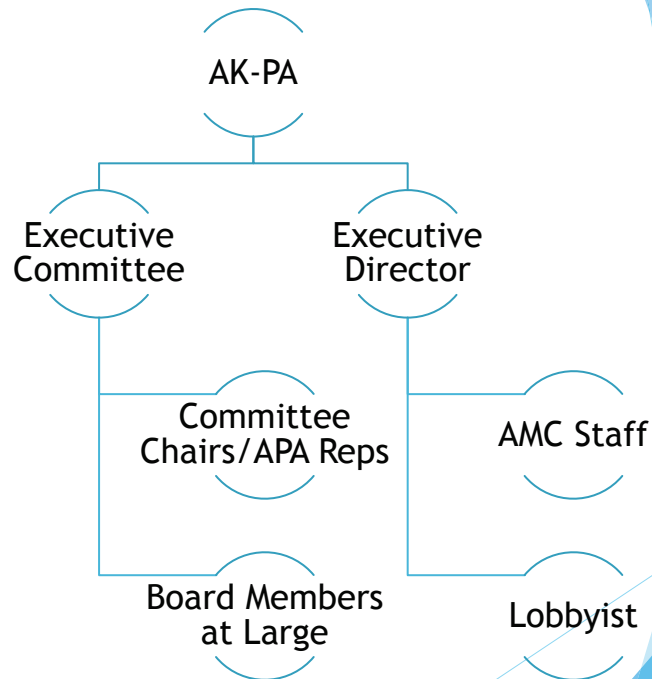 AK-PA
Executive
Committee
Executive
Director
Committee
Chairs/APA Reps
AMC Staff
Board Members
at Large
Lobbyist